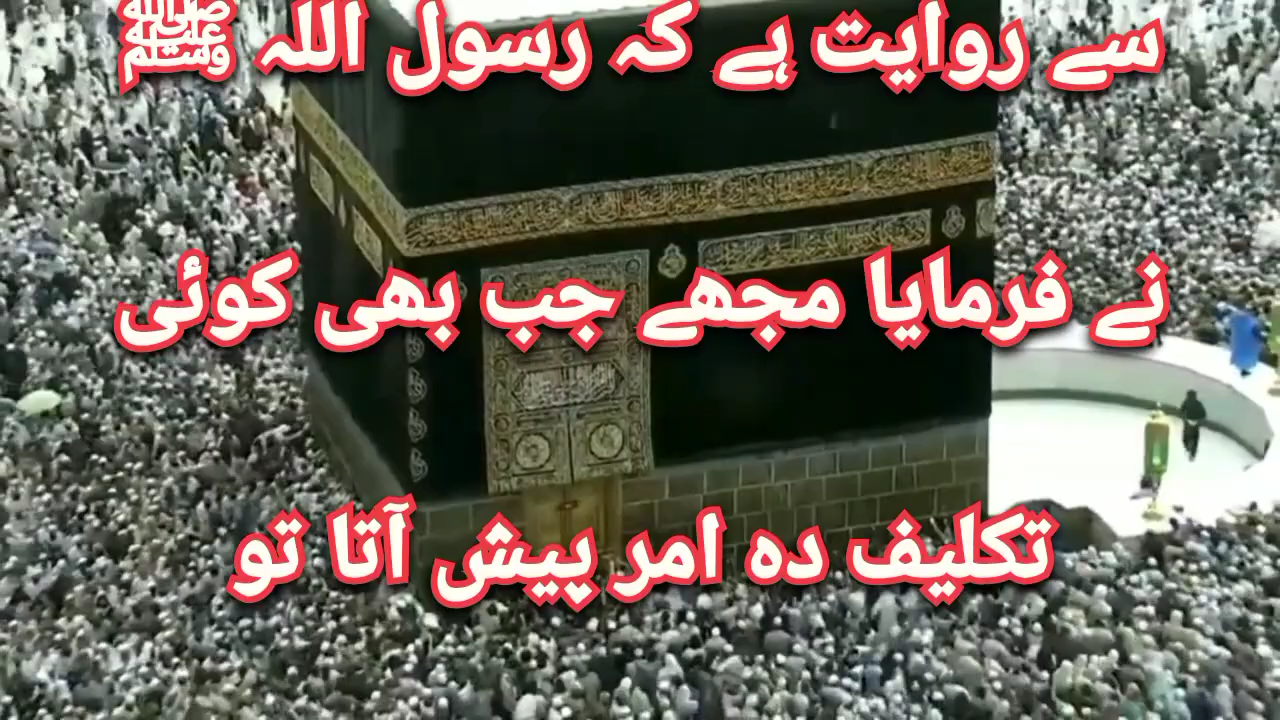 سے روایت ہے کہ رسول اللہ ﷺ
نے فرمایا مجھے جب بھی کوئی
تکلیف دہ امر پیش آتا تو